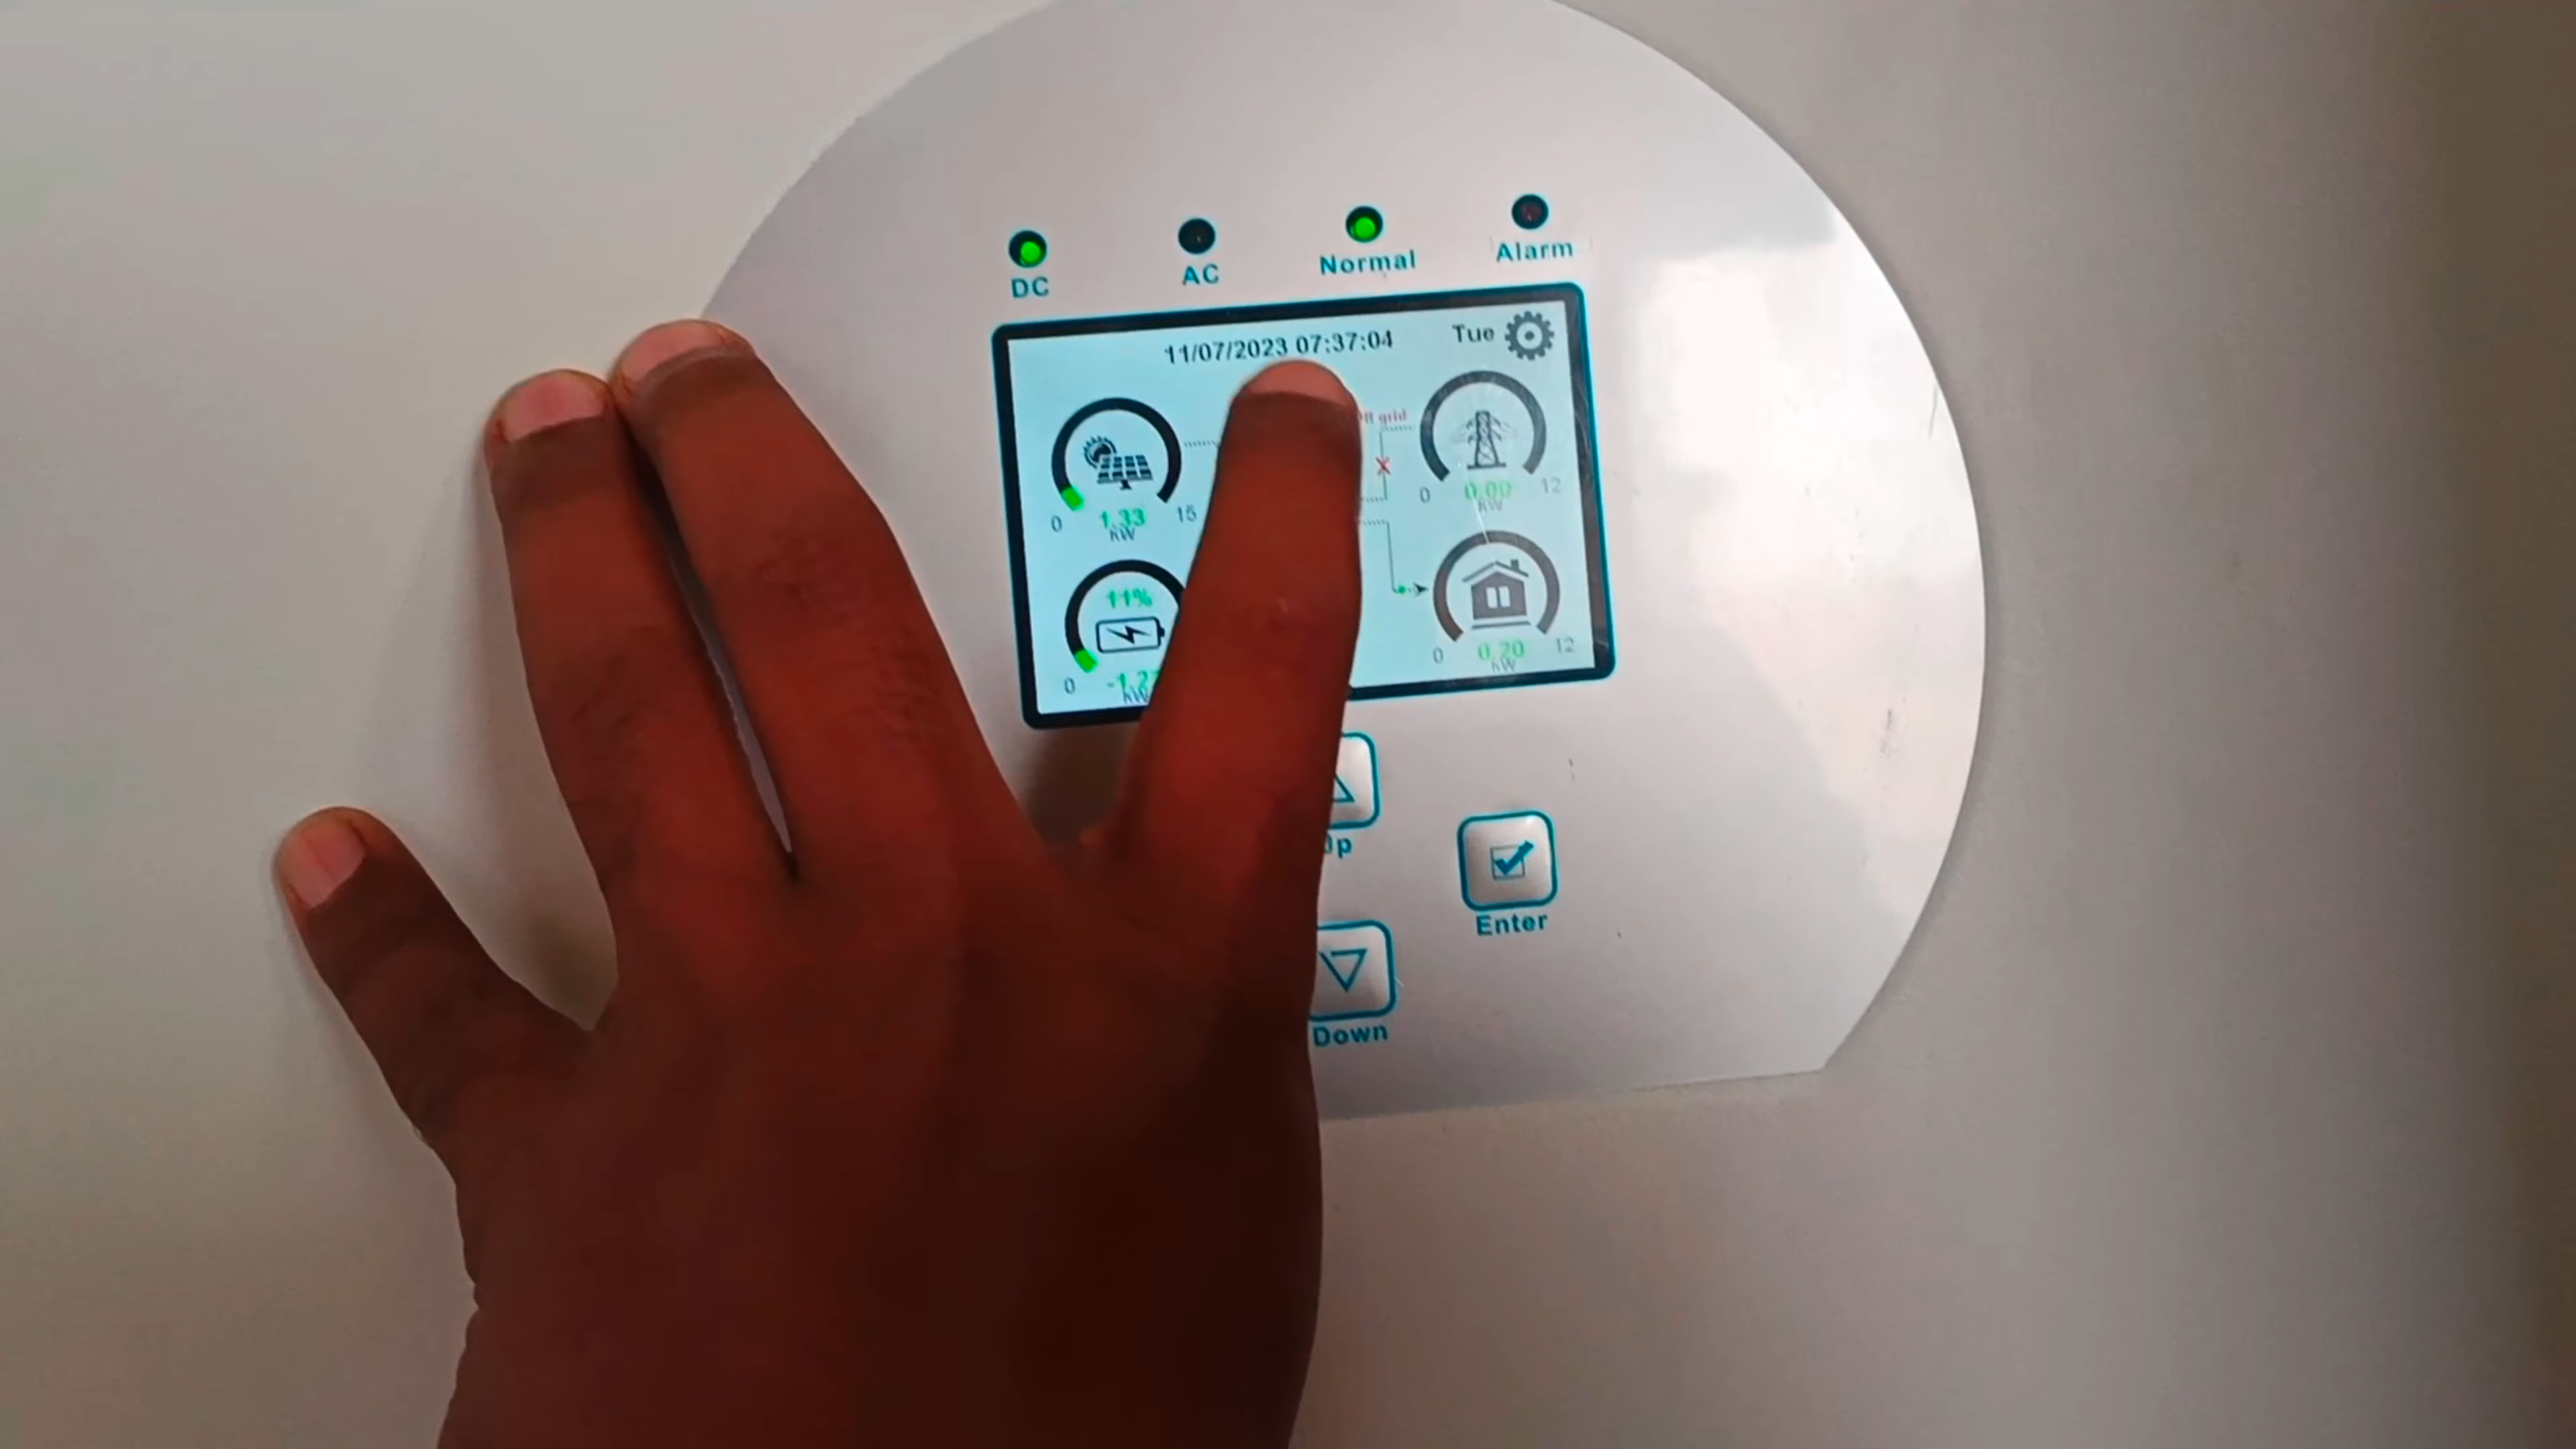 DC
AC
Normal
Alarm
11/07/2023 07:37:04 Tue
grid
0 1.33 15
kW
0 0.00 12
kW
11%
0
kW
0 0.20 12
kW
Enter
Down